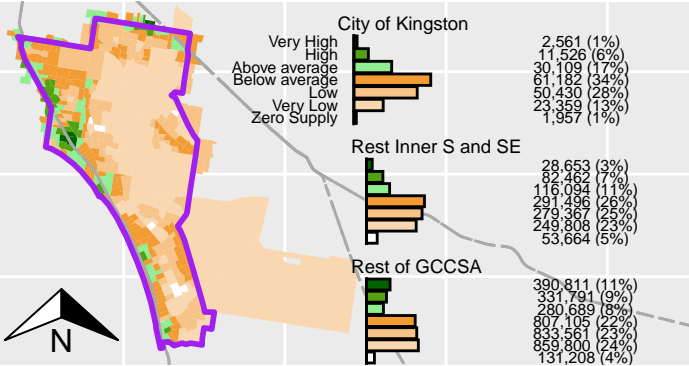 City of Kingston
Very High 2,561 (1%)
High 11,526 (6%)
Above average 30,109 (17%)
Below average 61,182 (34%)
Low 50,430 (28%)
Very Low 23,359 (13%)
Zero Supply 1,957 (1%)
Rest Inner S and SE
28,653 (3%)
82,462 (7%)
116,094 (11%)
291,496 (26%)
279,367 (25%)
249,808 (23%)
53,664 (5%)
Rest of GCCSA
390,811 (11%)
331,791 (9%)
280,689 (8%)
807,105 (22%)
833,561 (23%)
859,800 (24%)
131,208 (4%)
N